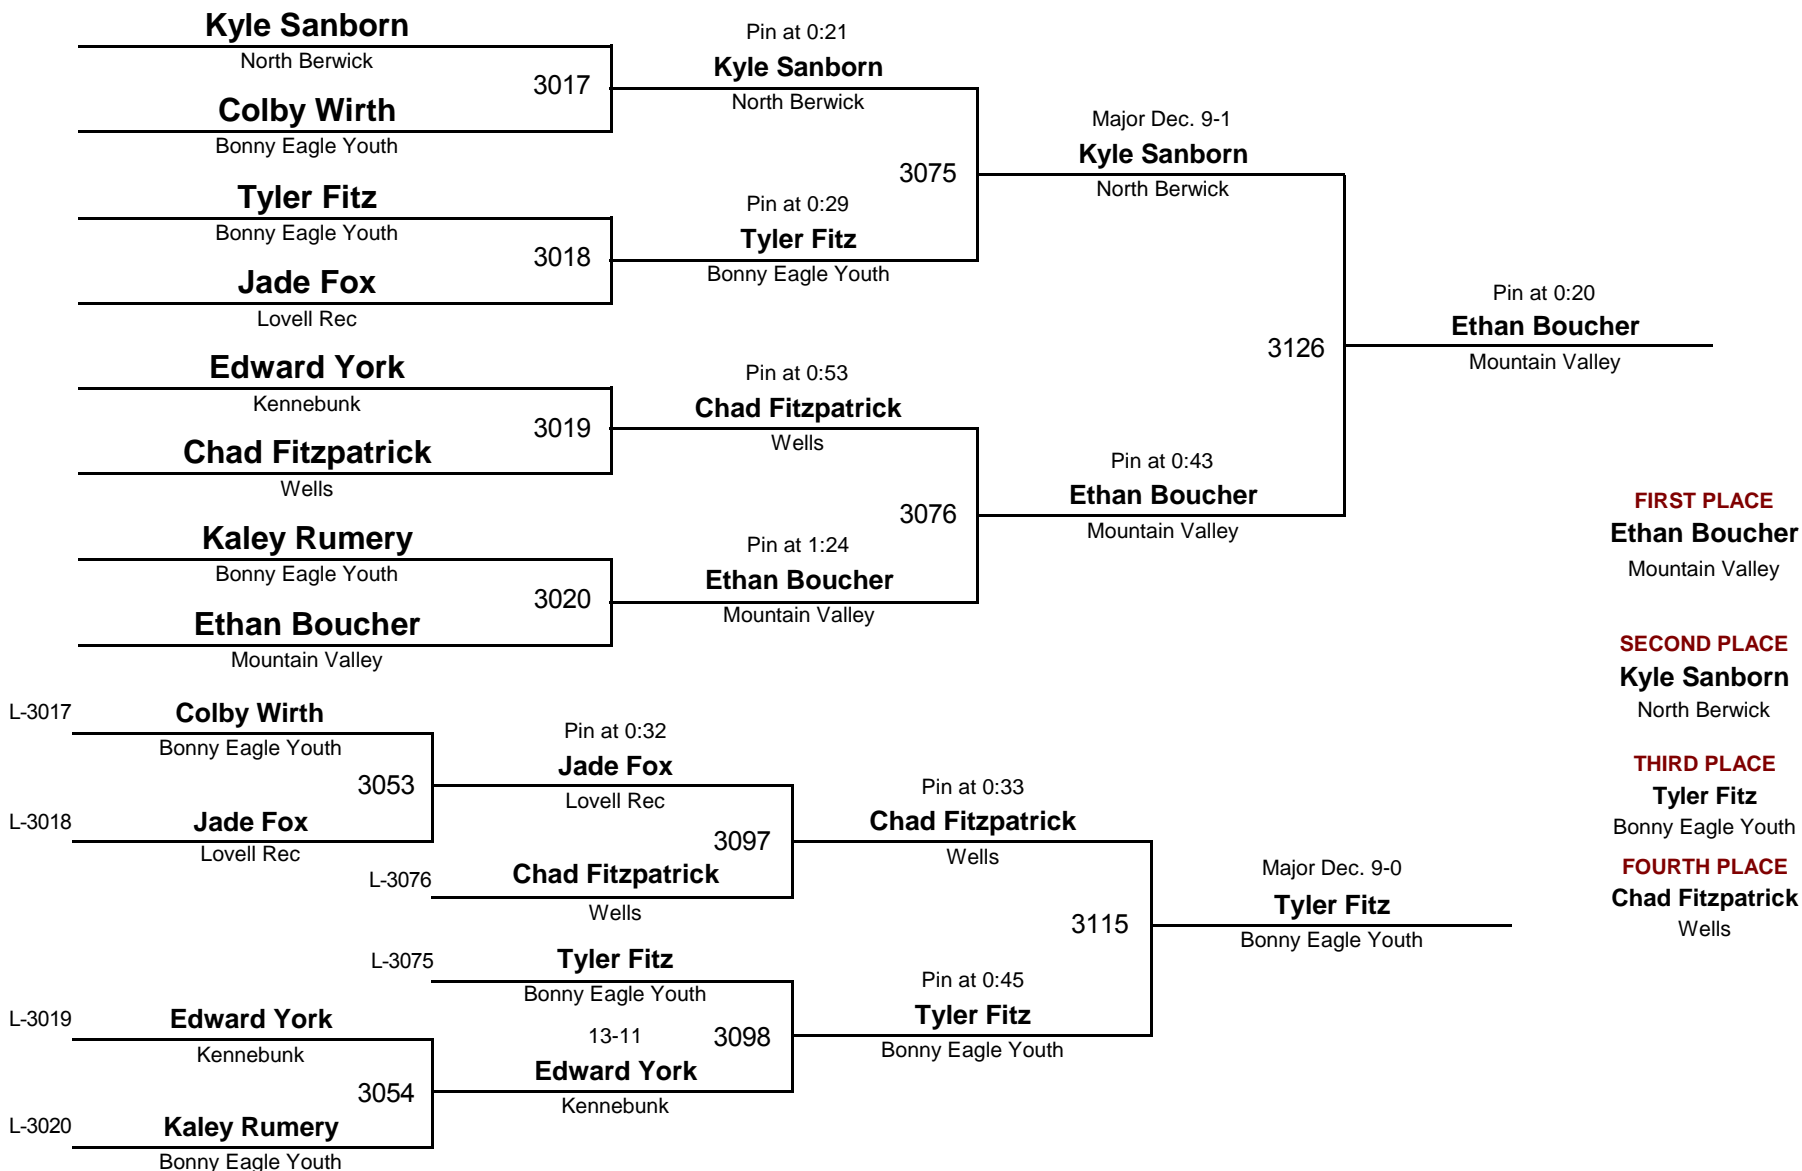 Kyle Sanborn
North Berwick
3017
Colby Wirth
Bonny Eagle Youth
Tyler Fitz
Bonny Eagle Youth
3018
Jade Fox
Lovell Rec
Edward York
Kennebunk
3019
Chad Fitzpatrick
Wells
Kaley Rumery
Bonny Eagle Youth
3020
Ethan Boucher
Mountain Valley
Pin at 0:21
Kyle Sanborn
North Berwick
3075
Pin at 0:29
Tyler Fitz
Bonny Eagle Youth
Pin at 0:53
Chad Fitzpatrick
Wells
3076
Pin at 1:24
Ethan Boucher
Mountain Valley
Major Dec. 9-1
Kyle Sanborn
North Berwick
3126
Pin at 0:43
Ethan Boucher
Mountain Valley
Pin at 0:20
Ethan Boucher
Mountain Valley
FIRST PLACE
Ethan Boucher
Mountain Valley
SECOND PLACE
Kyle Sanborn
North Berwick
THIRD PLACE
Tyler Fitz
Bonny Eagle Youth
FOURTH PLACE
Chad Fitzpatrick
Wells
L-3017
Colby Wirth
Bonny Eagle Youth
3053
L-3018
Jade Fox
Lovell Rec
Pin at 0:32
Jade Fox
Lovell Rec
3097
L-3076
Chad Fitzpatrick
Wells
L-3075
Tyler Fitz
Bonny Eagle Youth
3098
L-3019
Edward York
Kennebunk
3054
L-3020
Kaley Rumery
Bonny Eagle Youth
13-11
Edward York
Kennebunk
Pin at 0:33
Chad Fitzpatrick
Wells
3115
Pin at 0:45
Tyler Fitz
Bonny Eagle Youth
Major Dec. 9-0
Tyler Fitz
Bonny Eagle Youth